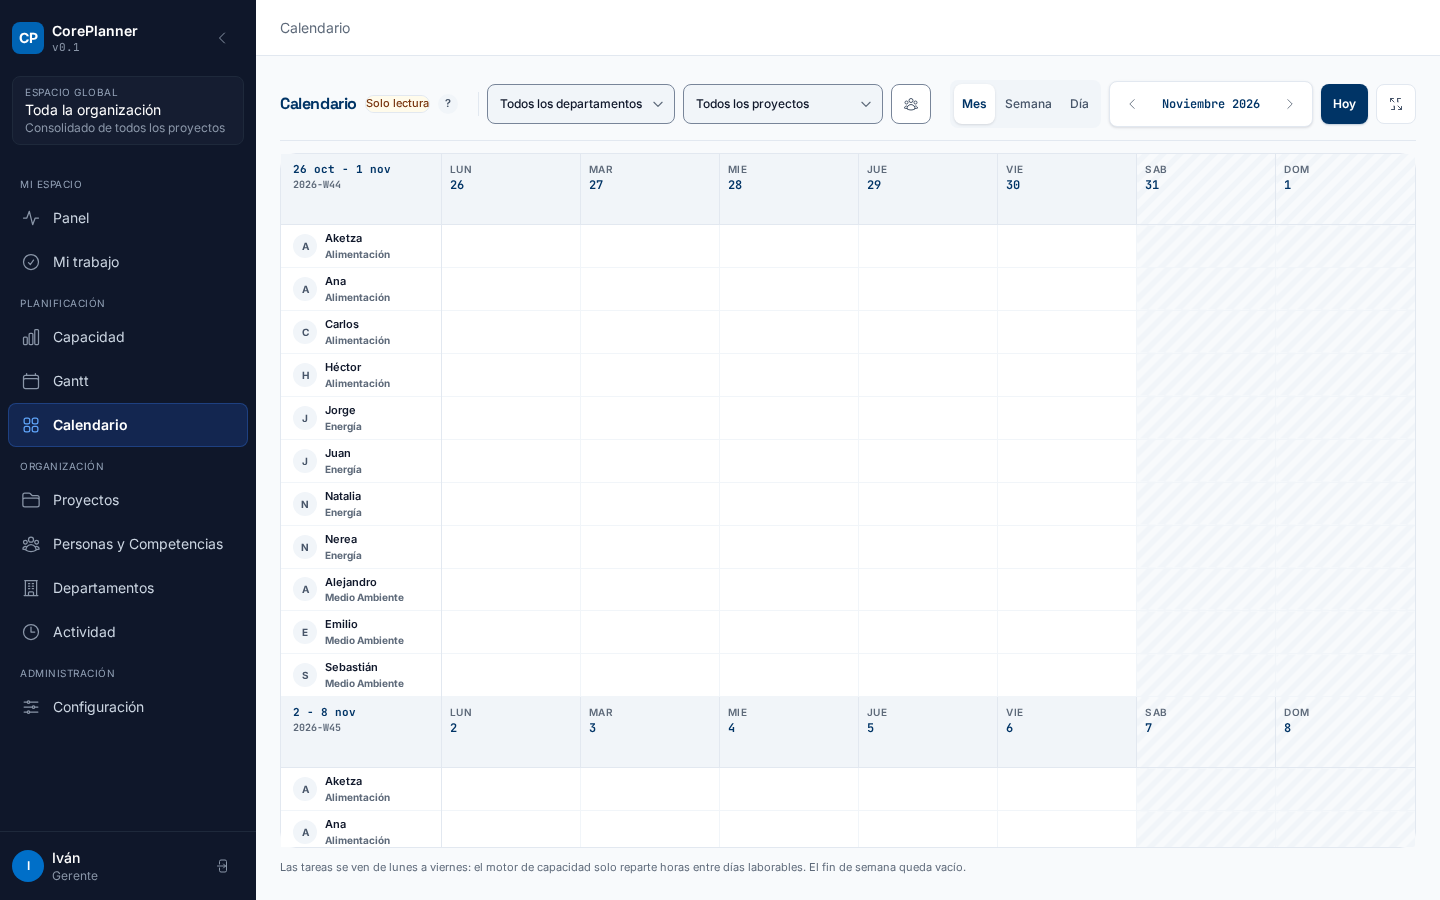 CP
CorePlanner
v0.1
ESPACIO GLOBAL
Toda la organización
Consolidado de todos los proyectos
MI ESPACIO
Panel
Mi trabajo
PLANIFICACIÓN
Capacidad
Gantt
Calendario
ORGANIZACIÓN
Proyectos
Personas y Competencias
Departamentos
Actividad
ADMINISTRACIÓN
Configuración
I
Iván
Gerente
Calendario
Calendario Solo lectura ? Todos los departamentos Todos los proyectos Mes Semana Día Noviembre 2026 Hoy
26 oct - 1 nov LUN MAR MIE JUE VIE SAB DOM
2026-W44 26 27 28 29 30 31 1
A Aketza
Alimentación
A Ana
Alimentación
C Carlos
Alimentación
H Héctor
Alimentación
J Jorge
Energía
J Juan
Energía
N Natalia
Energía
N Nerea
Energía
A Alejandro
Medio Ambiente
E Emilio
Medio Ambiente
S Sebastián
Medio Ambiente
2 - 8 nov LUN MAR MIE JUE VIE SAB DOM
2026-W45 2 3 4 5 6 7 8
A Aketza
Alimentación
A Ana
Alimentación
Las tareas se ven de lunes a viernes: el motor de capacidad solo reparte horas entre días laborables. El fin de semana queda vacío.